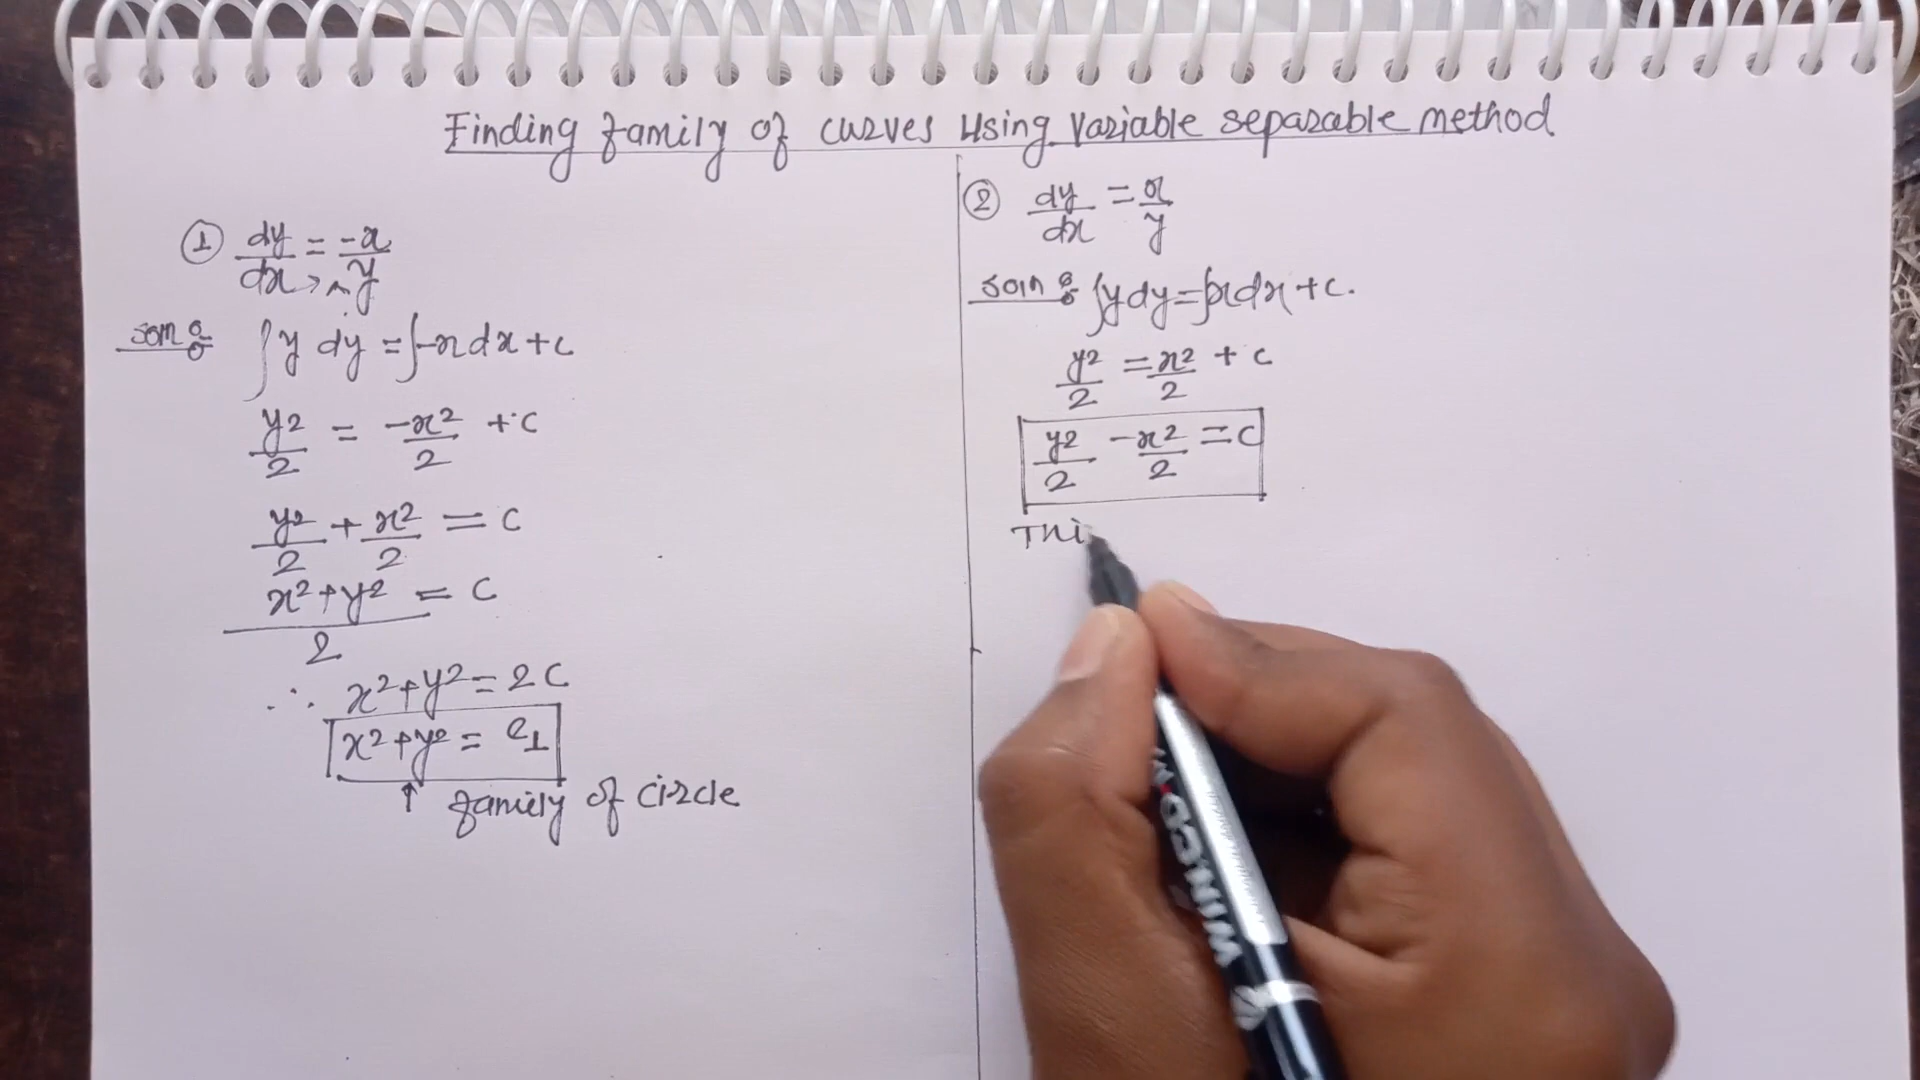 Finding family of curves Using Variable separable method
① dy/dx = -x/y
Soln:
∫y dy = ∫-x dx + c
y²/2 = -x²/2 + c
y²/2 + x²/2 = c
x²+y²/2 = c
∴ x²+y² = 2c
x²+y² = c₁
↑ family of circle
② dy/dx = x/y
Soln: ∫y dy = ∫x dx + c.
y²/2 = x²/2 + c
y²/2 - x²/2 = c
Thi
WIN GO